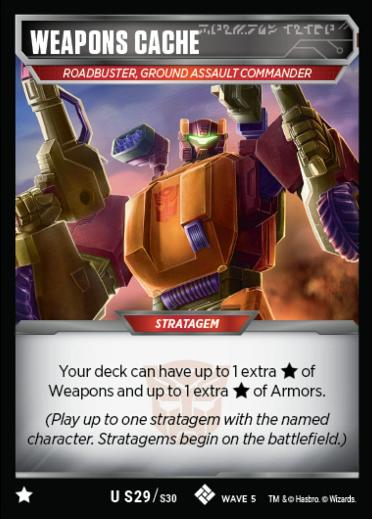 WEAPONS CACHE
ROADBUSTER, GROUND ASSAULT COMMANDER
STRATAGEM
Your deck can have up to 1 extra ★ of
Weapons and up to 1 extra ★ of Armors.
(Play up to one stratagem with the named
character. Stratagems begin on the battlefield.)
★ U S29/S30 WAVE 5 TM & © Hasbro. © Wizards.